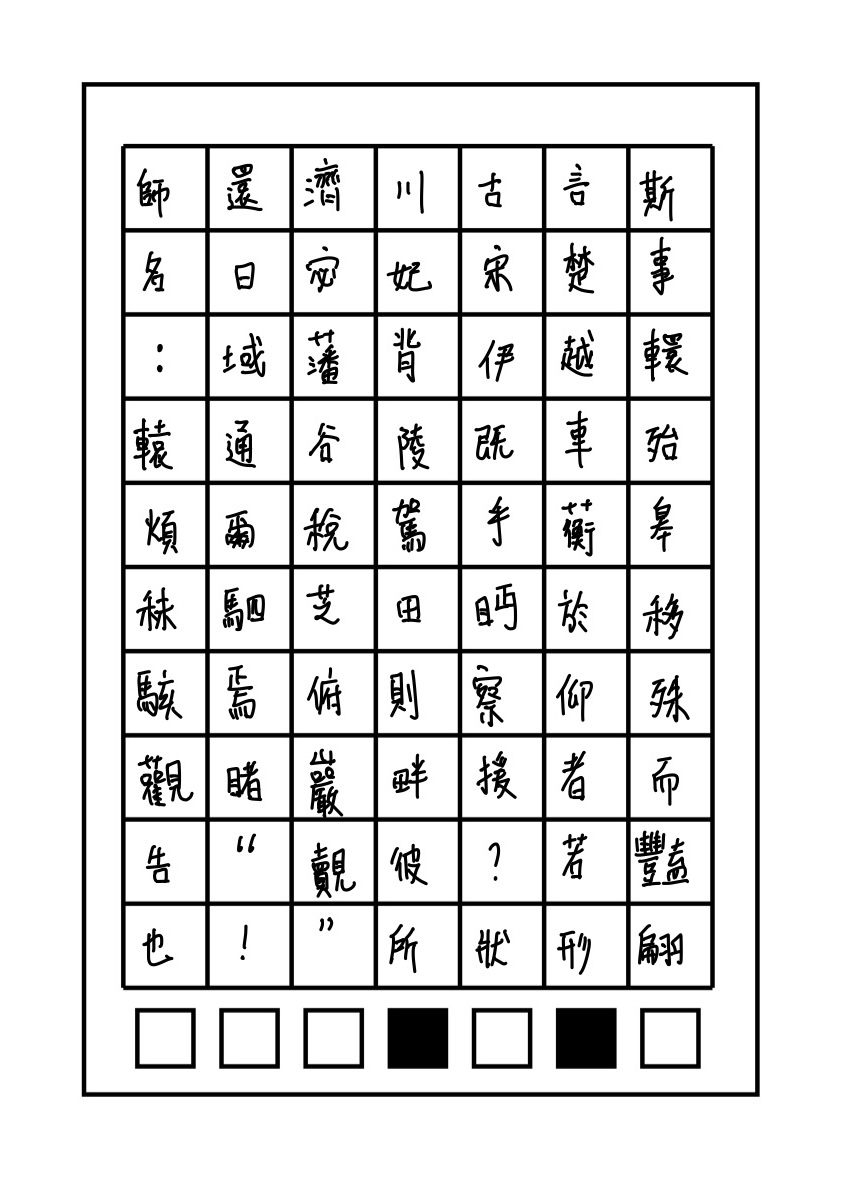 師還濟川古言斯
名日宓妃宋楚事
：域藩背伊越轘
轅通谷陵既車殆
煩爾稅駕手蘅皋
秣駟芝田眄於移
駭焉俯則察仰殊
觀睹巖畔援者而
告“覿彼？若豔
也！”所狀形翩